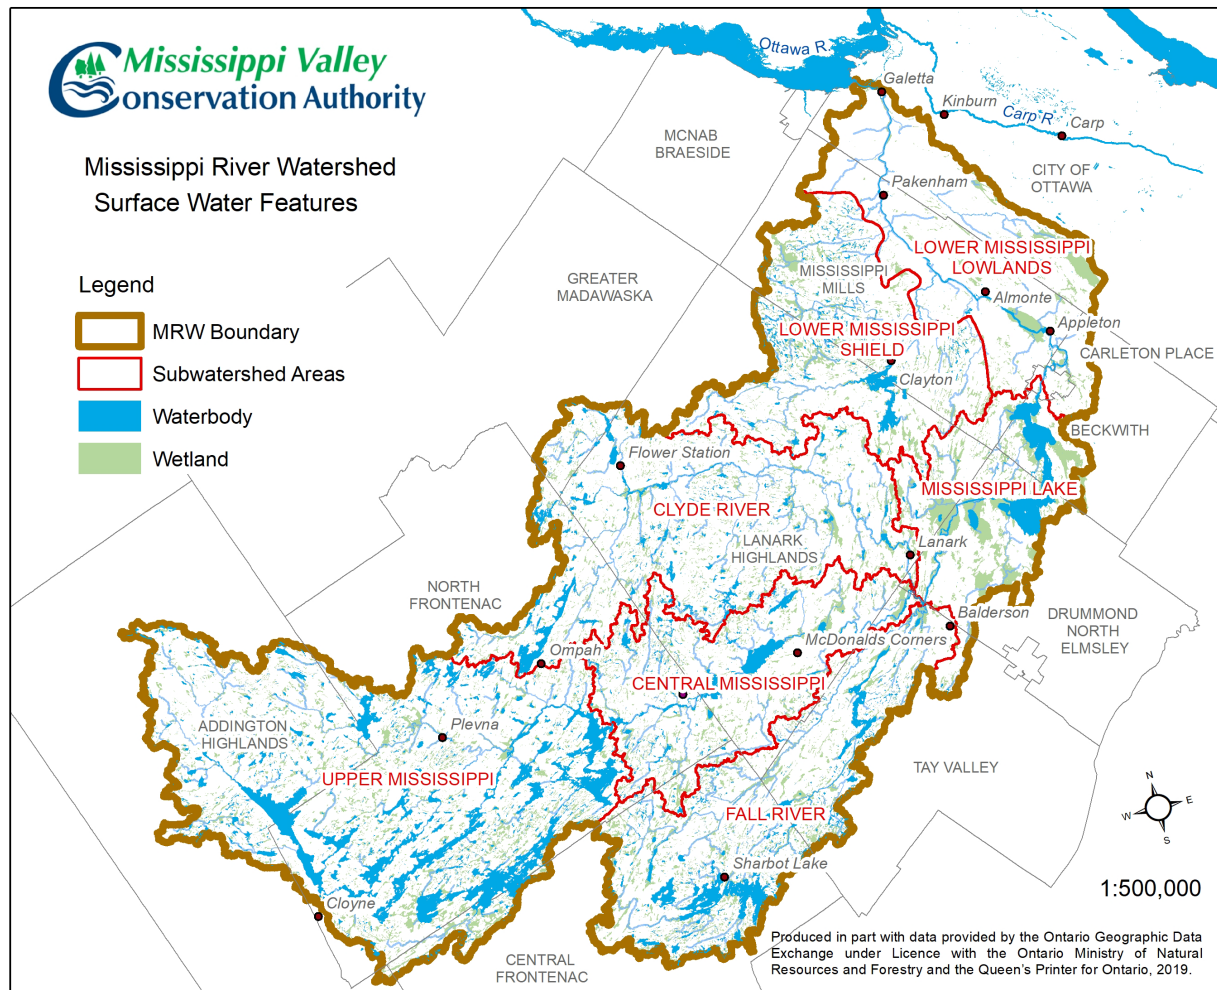 Mississippi Valley
Conservation Authority
Mississippi River Watershed
Surface Water Features
Legend
MRW Boundary
Subwatershed Areas
Waterbody
Wetland
Ottawa R.
Galetta
Kinburn
Carp R
Carp
MCNAB
BRAESIDE
CITY OF
OTTAWA
Pakenham
LOWER MISSISSIPPI
LOWLANDS
MISSISSIPPI
MILLS
GREATER
MADAWASKA
Almonte
Appleton
LOWER MISSISSIPPI
SHIELD
CARLETON PLACE
Clayton
BECKWITH
Flower Station
MISSISSIPPI LAKE
CLYDE RIVER
LANARK
HIGHLANDS
Lanark
NORTH
FRONTENAC
Balderson
DRUMMOND
NORTH
ELMSLEY
McDonalds Corners
Ompah
CENTRAL MISSISSIPPI
ADDINGTON
HIGHLANDS
Plevna
UPPER MISSISSIPPI
TAY VALLEY
FALL RIVER
N
E
W
S
Sharbot Lake
1:500,000
Cloyne
CENTRAL
FRONTENAC
Produced in part with data provided by the Ontario Geographic Data
Exchange under Licence with the Ontario Ministry of Natural
Resources and Forestry and the Queen's Printer for Ontario, 2019.